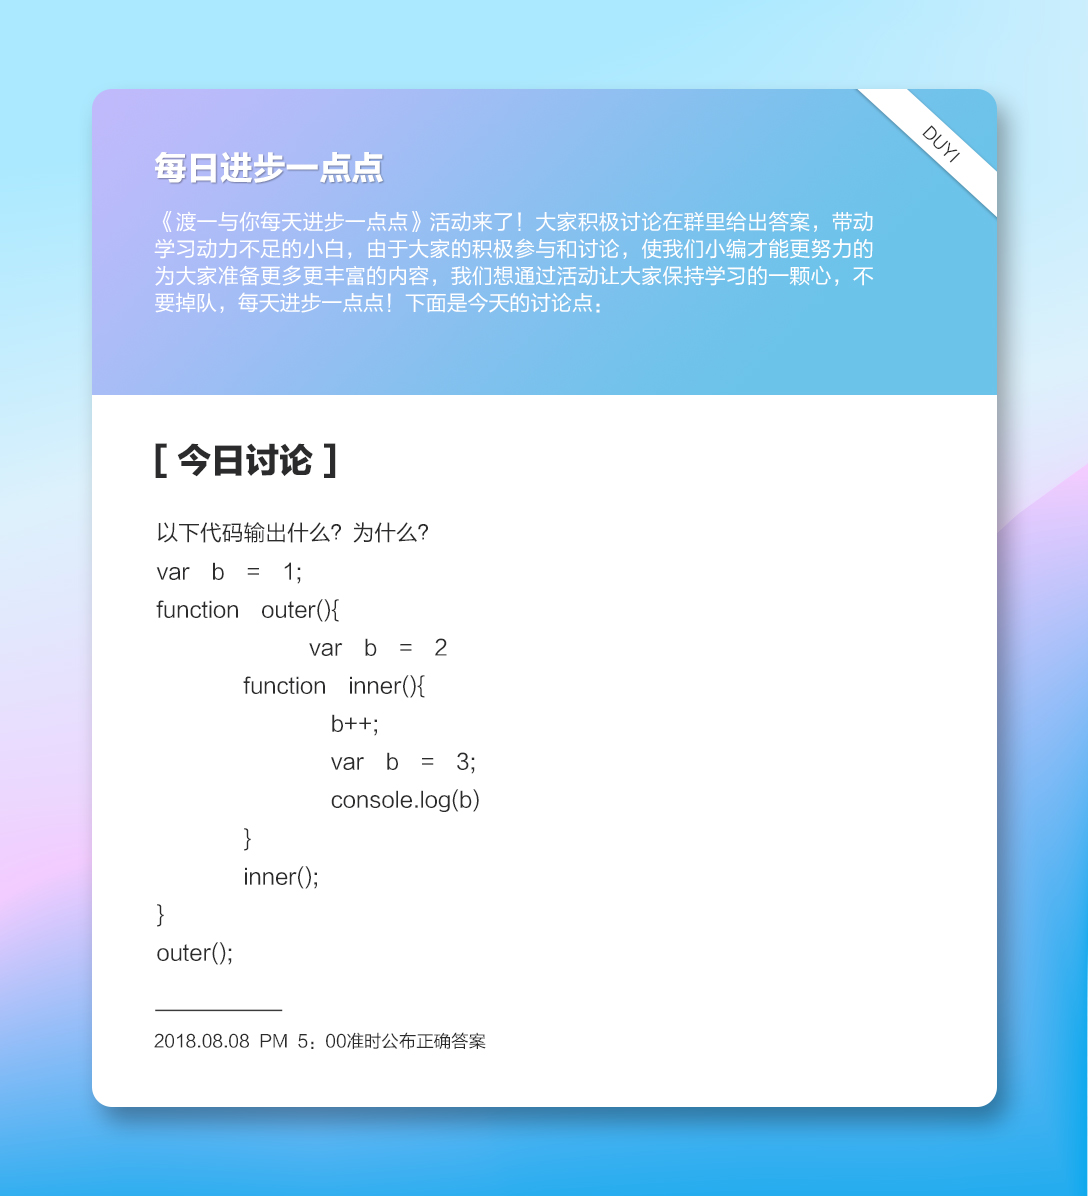 DUYI
每日进步一点点
《渡一与你每天进步一点点》活动来了！大家积极讨论在群里给出答案，带动
学习动力不足的小白，由于大家的积极参与和讨论，使我们小编才能更努力的
为大家准备更多更丰富的内容，我们想通过活动让大家保持学习的一颗心，不
要掉队，每天进步一点点！下面是今天的讨论点：
[ 今日讨论 ]
以下代码输出什么？为什么？
var b = 1;
function outer(){
var b = 2
function inner(){
b++;
var b = 3;
console.log(b)
}
inner();
}
outer();
2018.08.08 PM 5：00准时公布正确答案